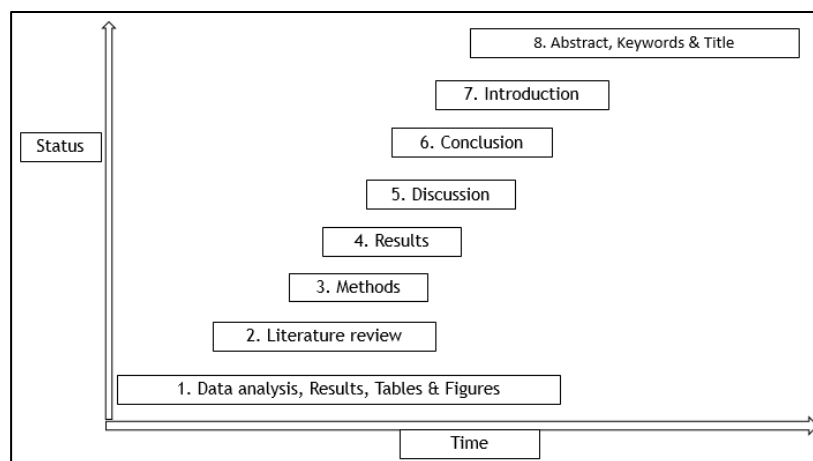 8. Abstract, Keywords & Title
7. Introduction
Status
6. Conclusion
5. Discussion
4. Results
3. Methods
2. Literature review
1. Data analysis, Results, Tables & Figures
Time